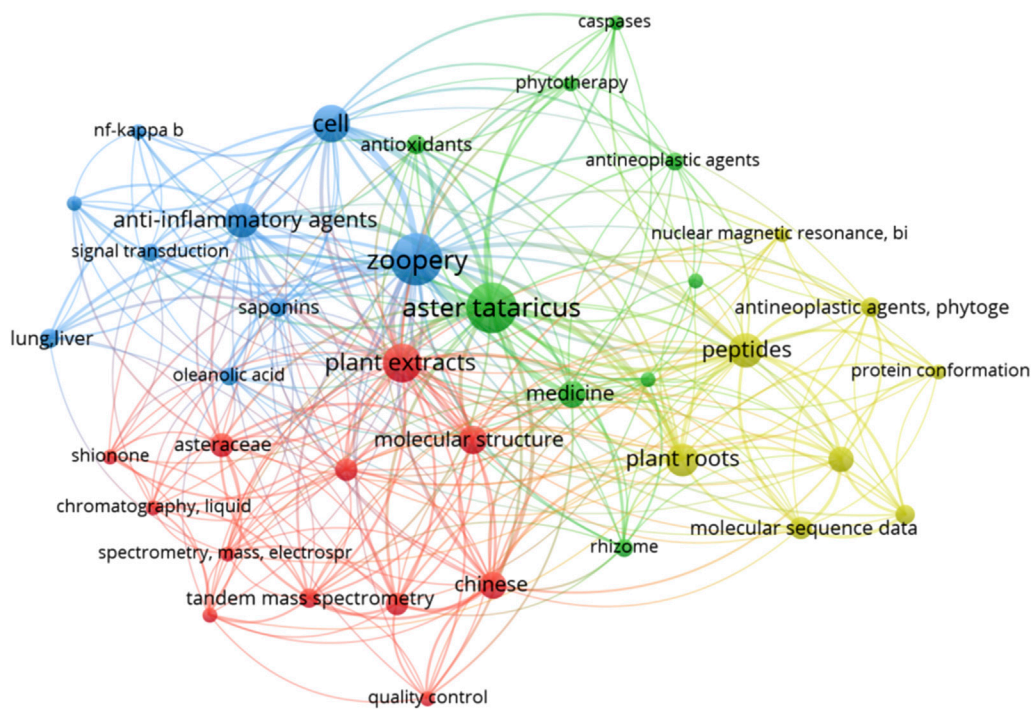 caspases
phytotherapy
cell
nf-kappa b
antioxidants
antineoplastic agents
anti-inflammatory agents
nuclear magnetic resonance, bi
signal transduction
zoopery
saponins
aster tataricus
antineoplastic agents, phytoge
lung,liver
peptides
plant extracts
protein conformation
oleanolic acid
medicine
molecular structure
asteraceae
shionone
plant roots
chromatography, liquid
molecular sequence data
rhizome
spectrometry, mass, electrospr
chinese
tandem mass spectrometry
quality control